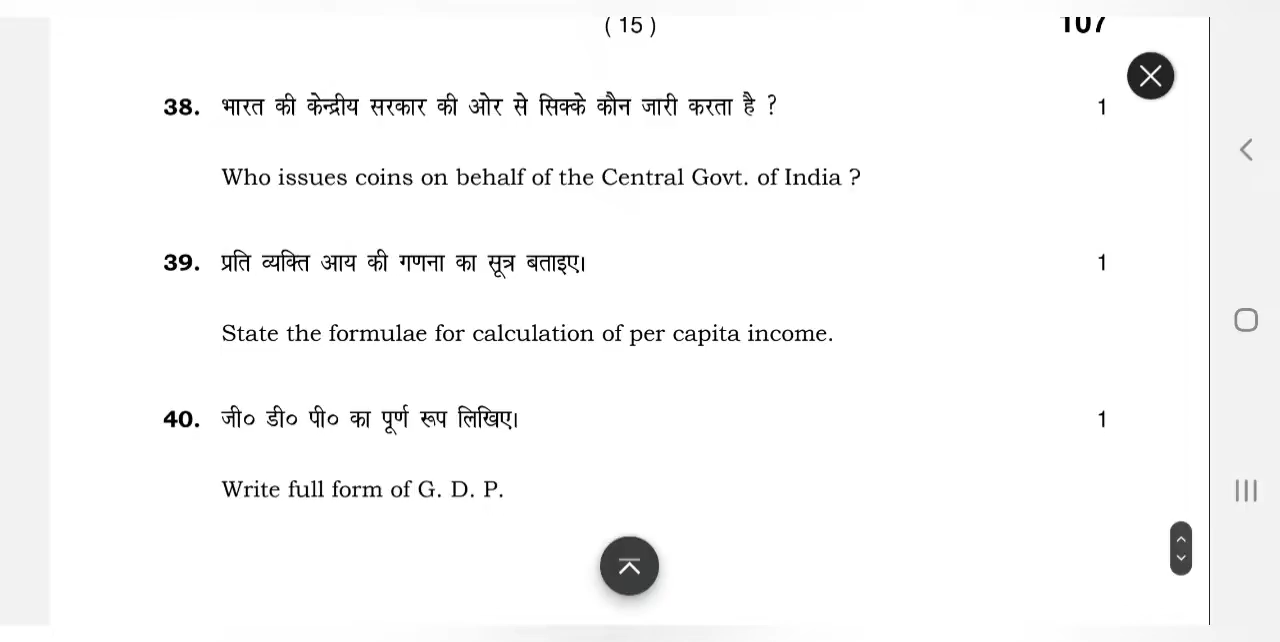 ( 15 )
107
38. भारत की केन्द्रीय सरकार की ओर से सिक्के कौन जारी करता है ? 1
Who issues coins on behalf of the Central Govt. of India ?
39. प्रति व्यक्ति आय की गणना का सूत्र बताइए। 1
State the formulae for calculation of per capita income.
40. जी० डी० पी० का पूर्ण रूप लिखिए। 1
Write full form of G. D. P.